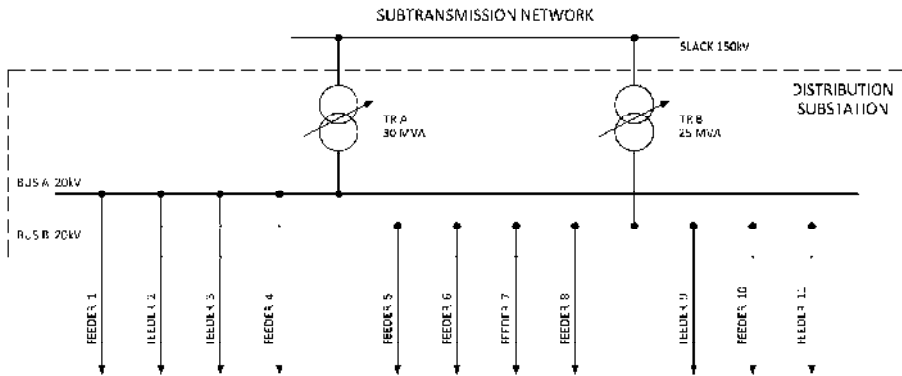 SUBTRANSMISSION NETWORK
SLACK 150kV
DISTRIBUTION
SUBSTATION
TR A
30 MVA
TR B
25 MVA
BUS A 20kV
BUS B 20kV
FEEDER 1
FEEDER 2
FEEDER 3
FEEDER 4
FEEDER 5
FEEDER 6
FEEDER 7
FEEDER 8
FEEDER 9
FEEDER 10
FEEDER 11